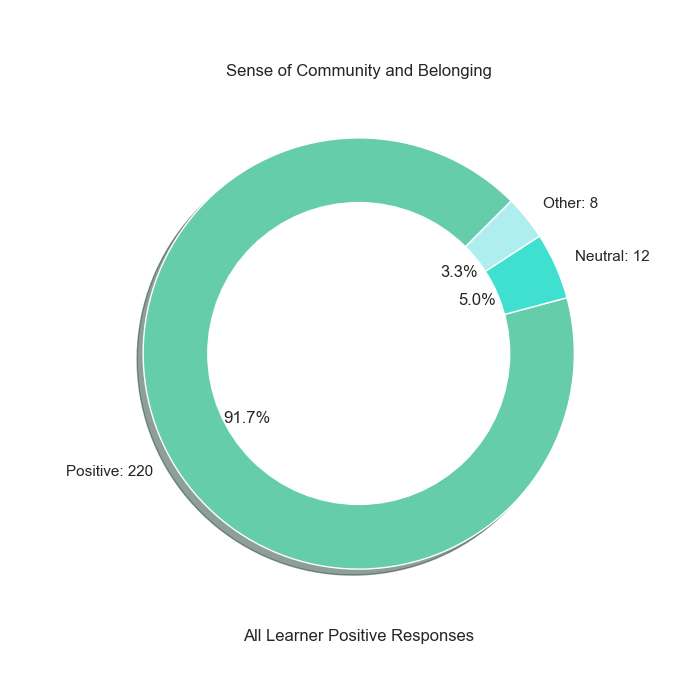 Sense of Community and Belonging
Other: 8
Neutral: 12
3.3%
5.0%
91.7%
Positive: 220
All Learner Positive Responses